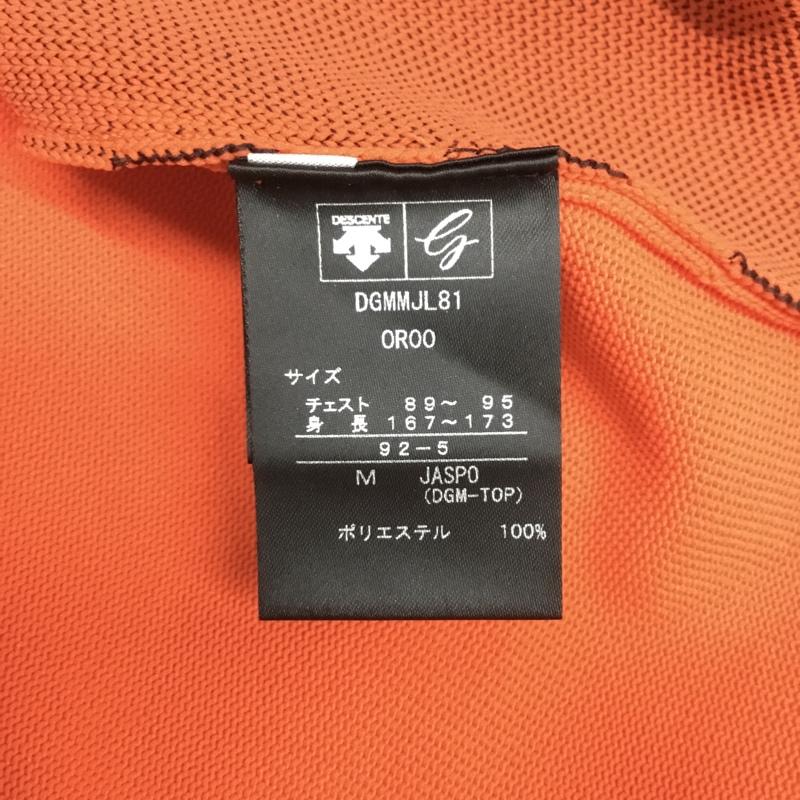 DESCENTE G
DGMMJL81
OR00
サイズ
チェスト 89～ 95
身長 167～173
92-5
M JASPO
(DGM-TOP)
ポリエステル 100%